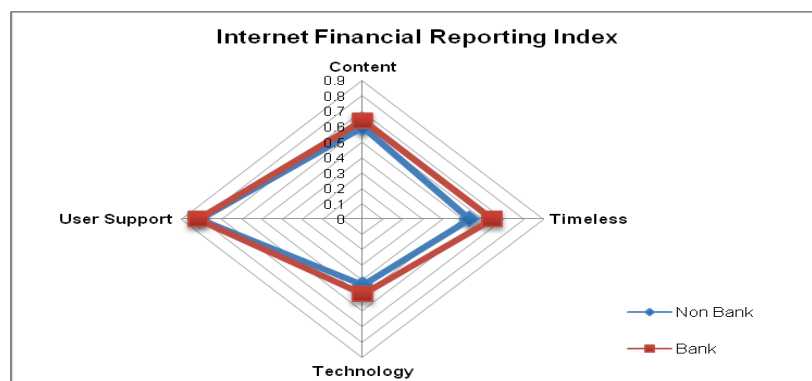 Internet Financial Reporting Index
Content
0.9
0.8
0.7
0.6
0.5
0.4
0.3
0.2
0.1
0
User Support
Timeless
Technology
Non Bank
Bank